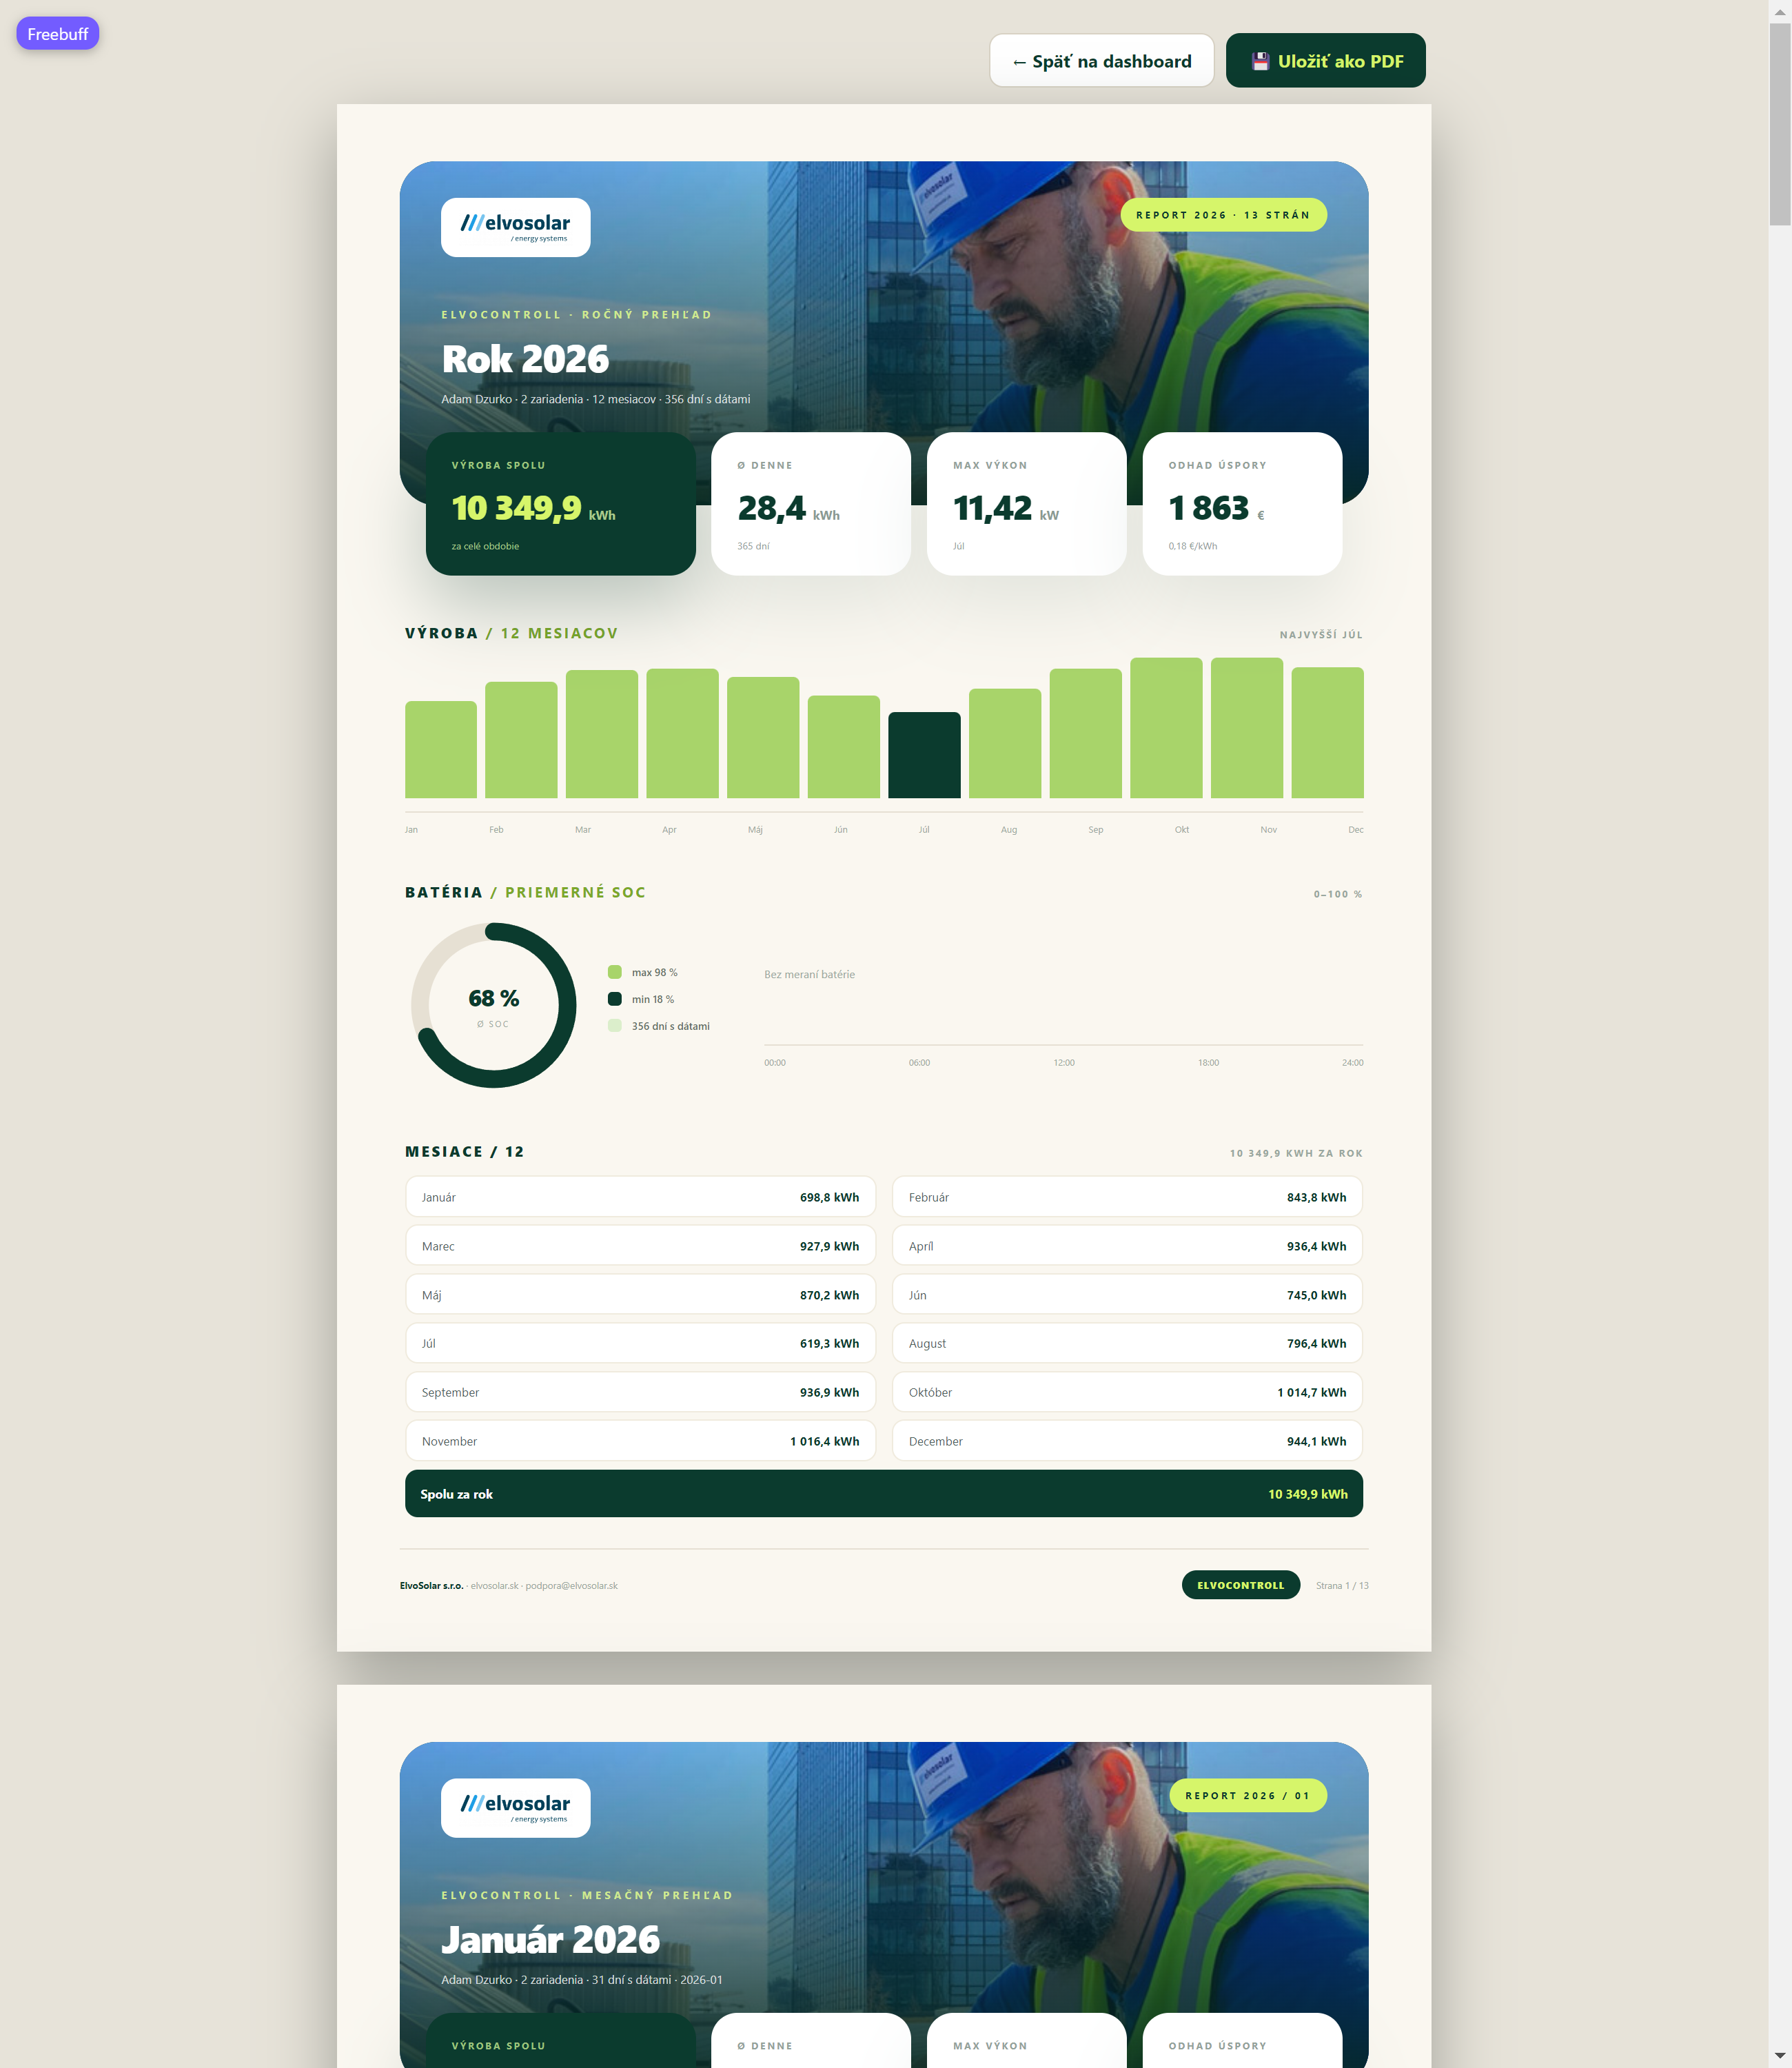 Freebuff
← Späť na dashboard
💾 Uložiť ako PDF
elvosolar
/ energy systems
REPORT 2026 · 13 STRÁN
ELVOCONTROLL · ROČNÝ PREHĽAD
Rok 2026
Adam Dzurko · 2 zariadenia · 12 mesiacov · 356 dní s dátami
VÝROBA SPOLU
10 349,9 kWh
za celé obdobie
Ø DENNE
28,4 kWh
365 dní
MAX VÝKON
11,42 kW
Júl
ODHAD ÚSPORY
1 863 €
0,18 €/kWh
VÝROBA / 12 MESIACOV
NAJVYŠŠÍ JÚL
Jan Feb Mar Apr Máj Jún Júl Aug Sep Okt Nov Dec
BATÉRIA / PRIEMERNÉ SOC
0–100 %
68 %
Ø SOC
max 98 %
min 18 %
356 dní s dátami
Bez meraní batérie
00:00 06:00 12:00 18:00 24:00
MESIACE / 12
10 349,9 KWH ZA ROK
Január 698,8 kWh
Február 843,8 kWh
Marec 927,9 kWh
Apríl 936,4 kWh
Máj 870,2 kWh
Jún 745,0 kWh
Júl 619,3 kWh
August 796,4 kWh
September 936,9 kWh
Október 1 014,7 kWh
November 1 016,4 kWh
December 944,1 kWh
Spolu za rok 10 349,9 kWh
ElvoSolar s.r.o. · elvosolar.sk · podpora@elvosolar.sk
ELVOCONTROLL
Strana 1 / 13
elvosolar
/ energy systems
REPORT 2026 / 01
ELVOCONTROLL · MESAČNÝ PREHĽAD
Január 2026
Adam Dzurko · 2 zariadenia · 31 dní s dátami · 2026-01
VÝROBA SPOLU
Ø DENNE
MAX VÝKON
ODHAD ÚSPORY